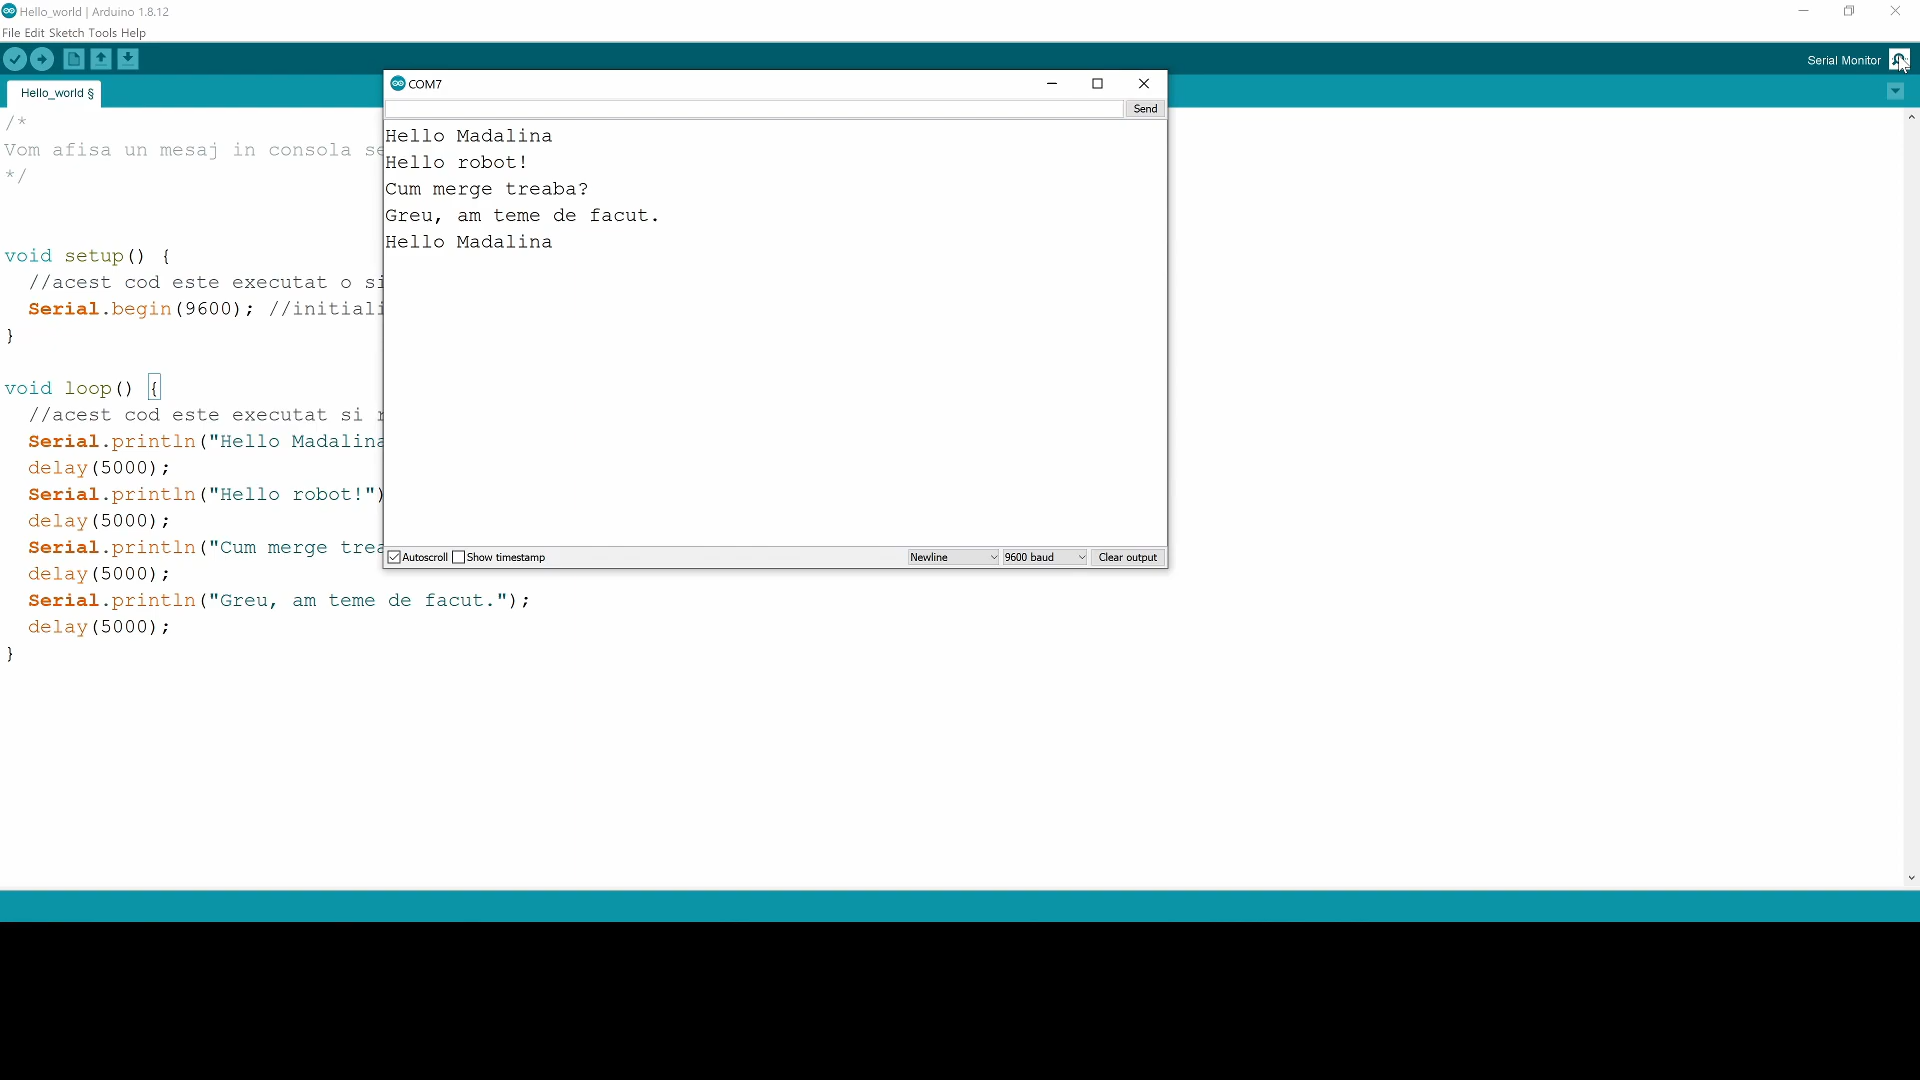 Hello_world | Arduino 1.8.12
File Edit Sketch Tools Help
Serial Monitor
Hello_world §
/*
Vom afisa un mesaj in consola
*/
void setup() {
//acest cod este executat o
Serial.begin(9600); //initiali
}
void loop() {
//acest cod este executat si
Serial.println("Hello Madalina
delay(5000);
Serial.println("Hello robot!")
delay(5000);
Serial.println("Cum merge trea
delay(5000);
Serial.println("Greu, am teme de facut.");
delay(5000);
}
COM7
Send
Hello Madalina
Hello robot!
Cum merge treaba?
Greu, am teme de facut.
Hello Madalina
Autoscroll Show timestamp Newline 9600 baud Clear output